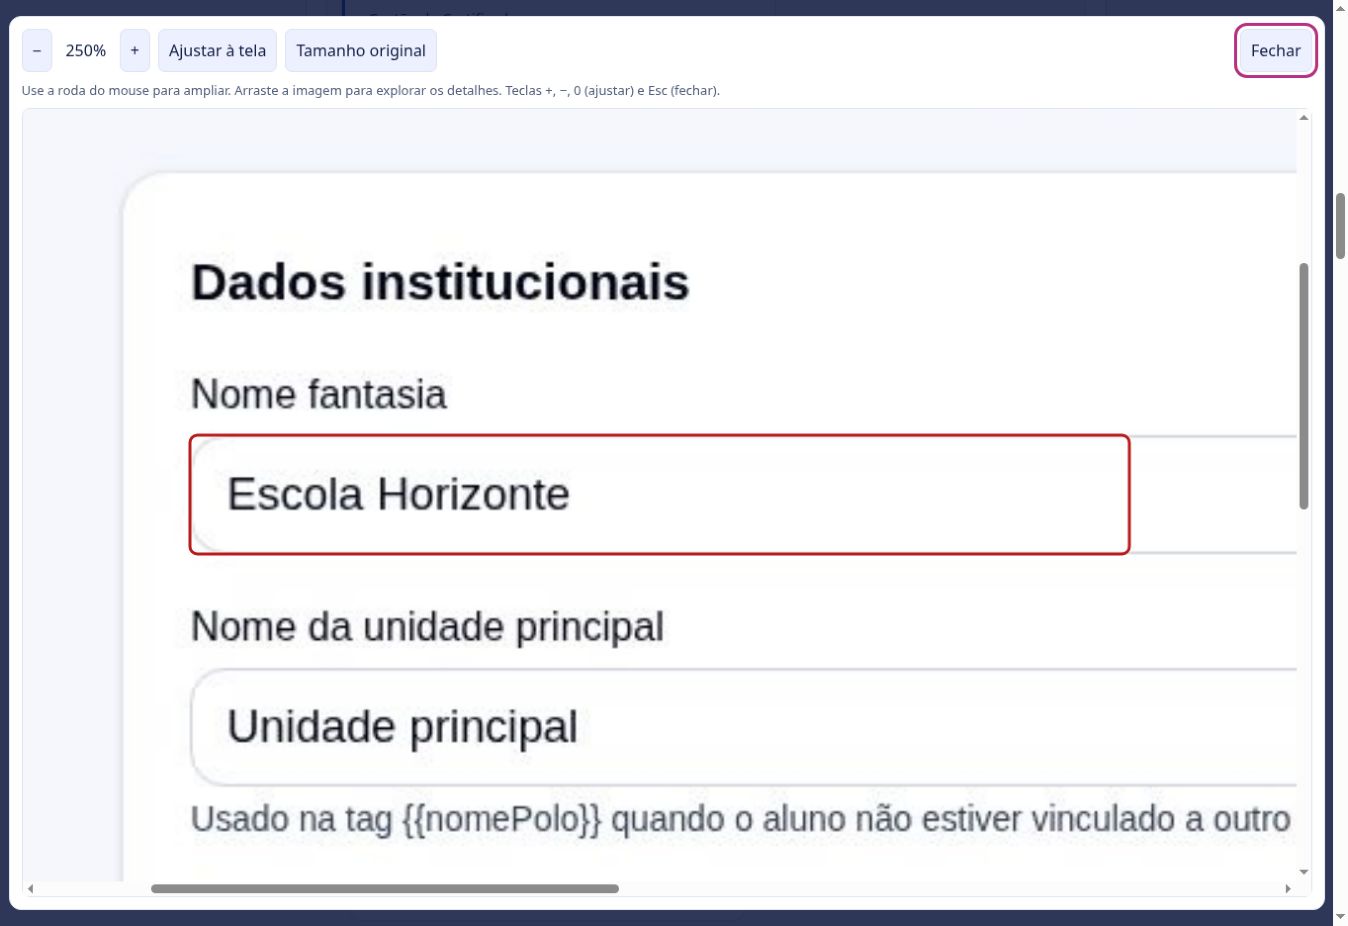 − 250% + Ajustar à tela Tamanho original Fechar
Use a roda do mouse para ampliar. Arraste a imagem para explorar os detalhes. Teclas +, −, 0 (ajustar) e Esc (fechar).
Dados institucionais
Nome fantasia
Escola Horizonte
Nome da unidade principal
Unidade principal
Usado na tag {{nomePolo}} quando o aluno não estiver vinculado a outro